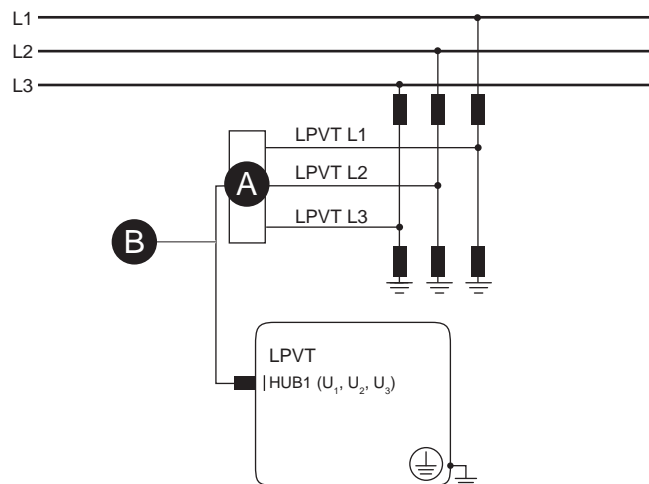 L1
L2
L3
LPVT L1
LPVT L2
LPVT L3
A
B
LPVT
HUB1 (U₁, U₂, U₃)